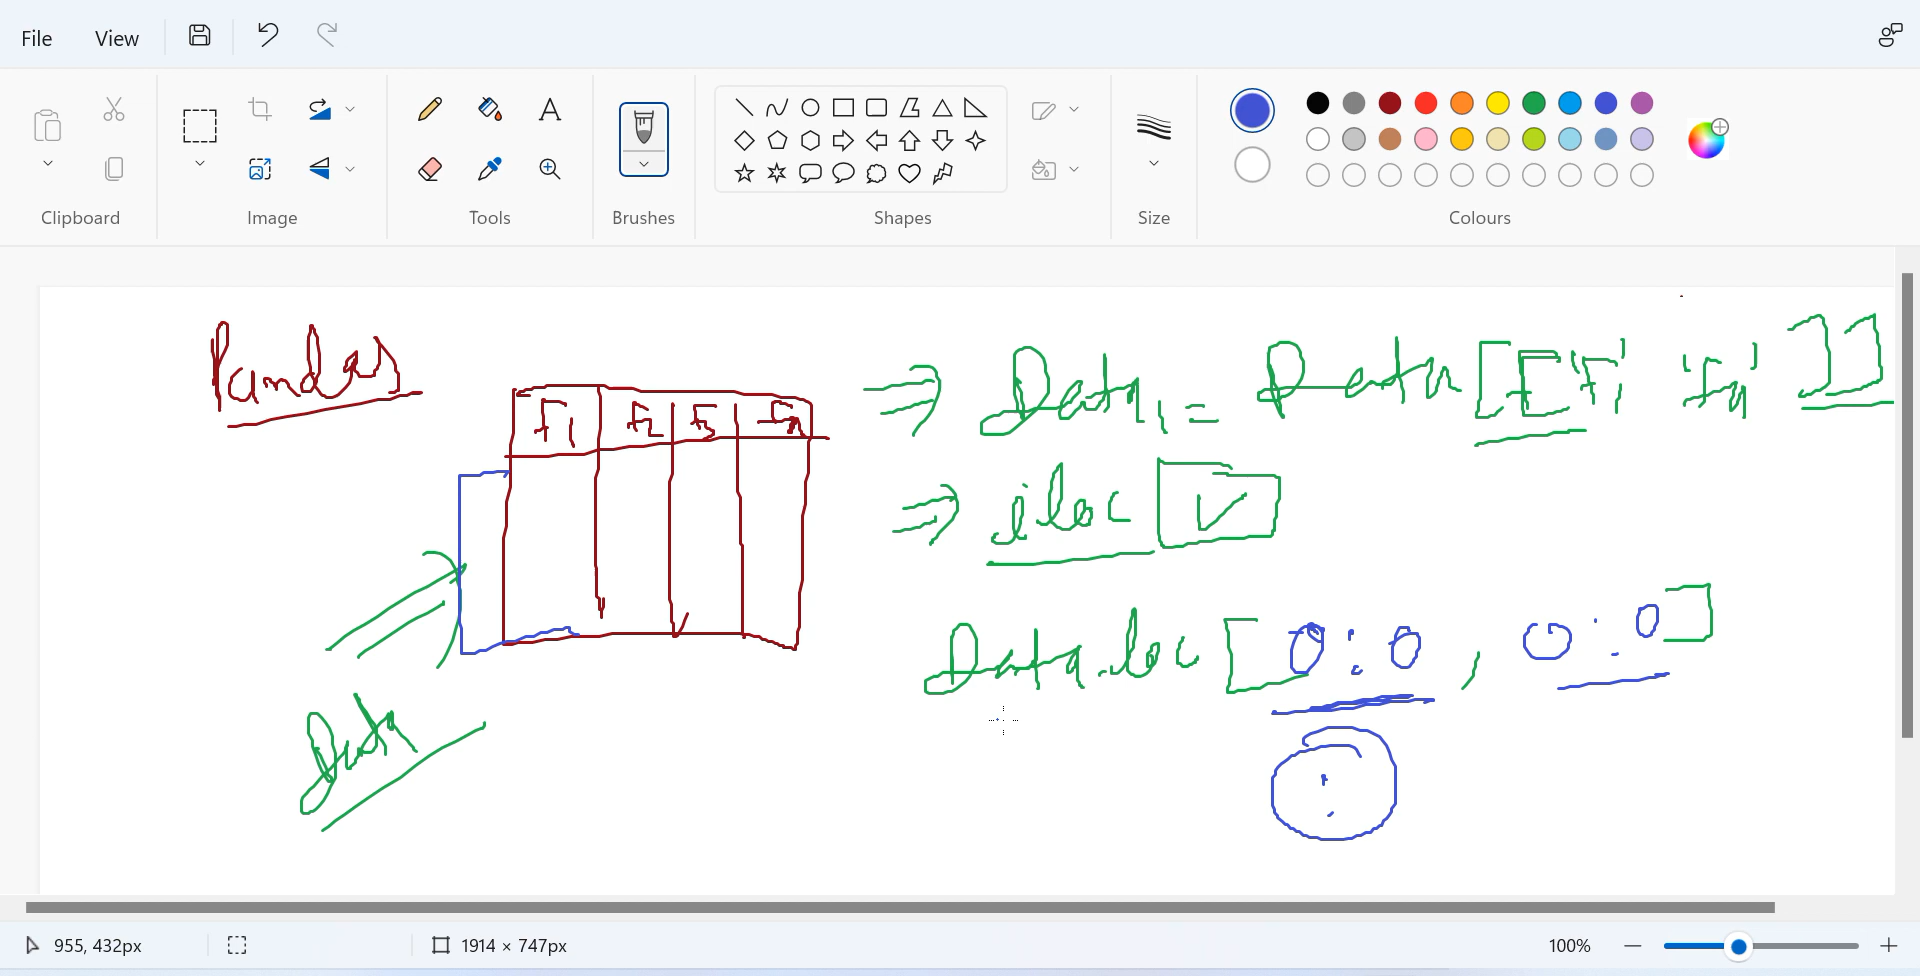 File View
Clipboard Image Tools Brushes Shapes Size Colours
Pandas
F1 F2 F3 F4
⇒ Data1 = Data[['F1' 'F4']]
⇒ iloc
Data.loc[0:0, 0:0]
:
Data
955, 432px 1914 × 747px 100%